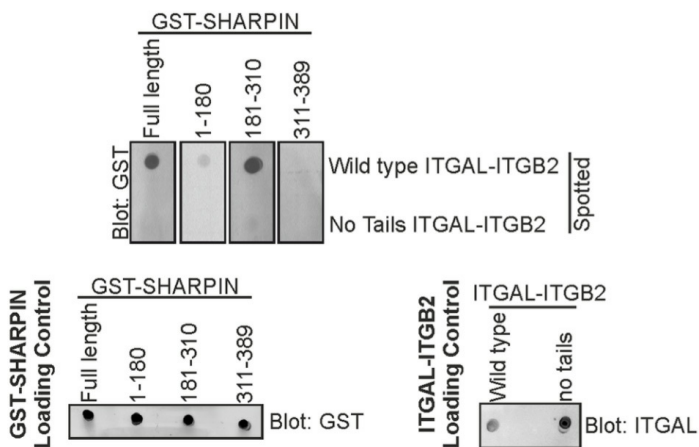 GST-SHARPIN
Full length
1-180
181-310
311-389
Blot: GST
Wild type ITGAL-ITGB2
No Tails ITGAL-ITGB2
Spotted
GST-SHARPIN
Loading Control
GST-SHARPIN
Full length
1-180
181-310
311-389
Blot: GST
ITGAL-ITGB2
Loading Control
ITGAL-ITGB2
Wild type
no tails
Blot: ITGAL